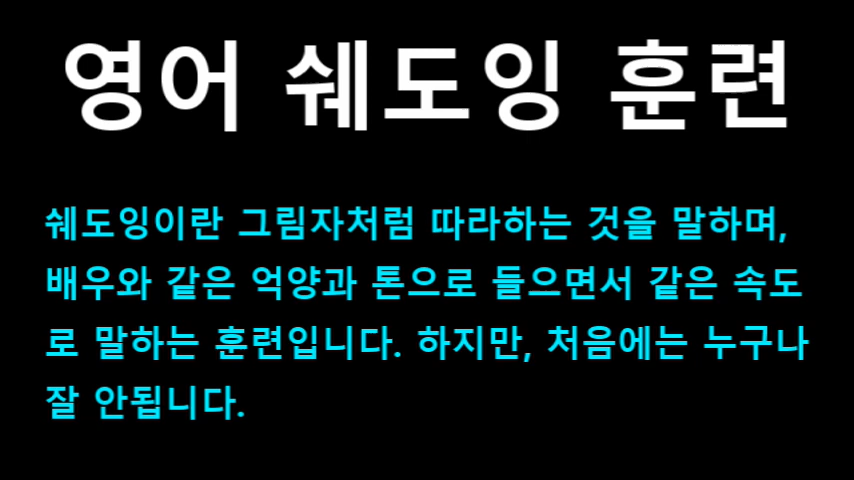 영어 쉐도잉 훈련
쉐도잉이란 그림자처럼 따라하는 것을 말하며,
배우와 같은 억양과 톤으로 들으면서 같은 속도
로 말하는 훈련입니다. 하지만, 처음에는 누구나
잘 안됩니다.